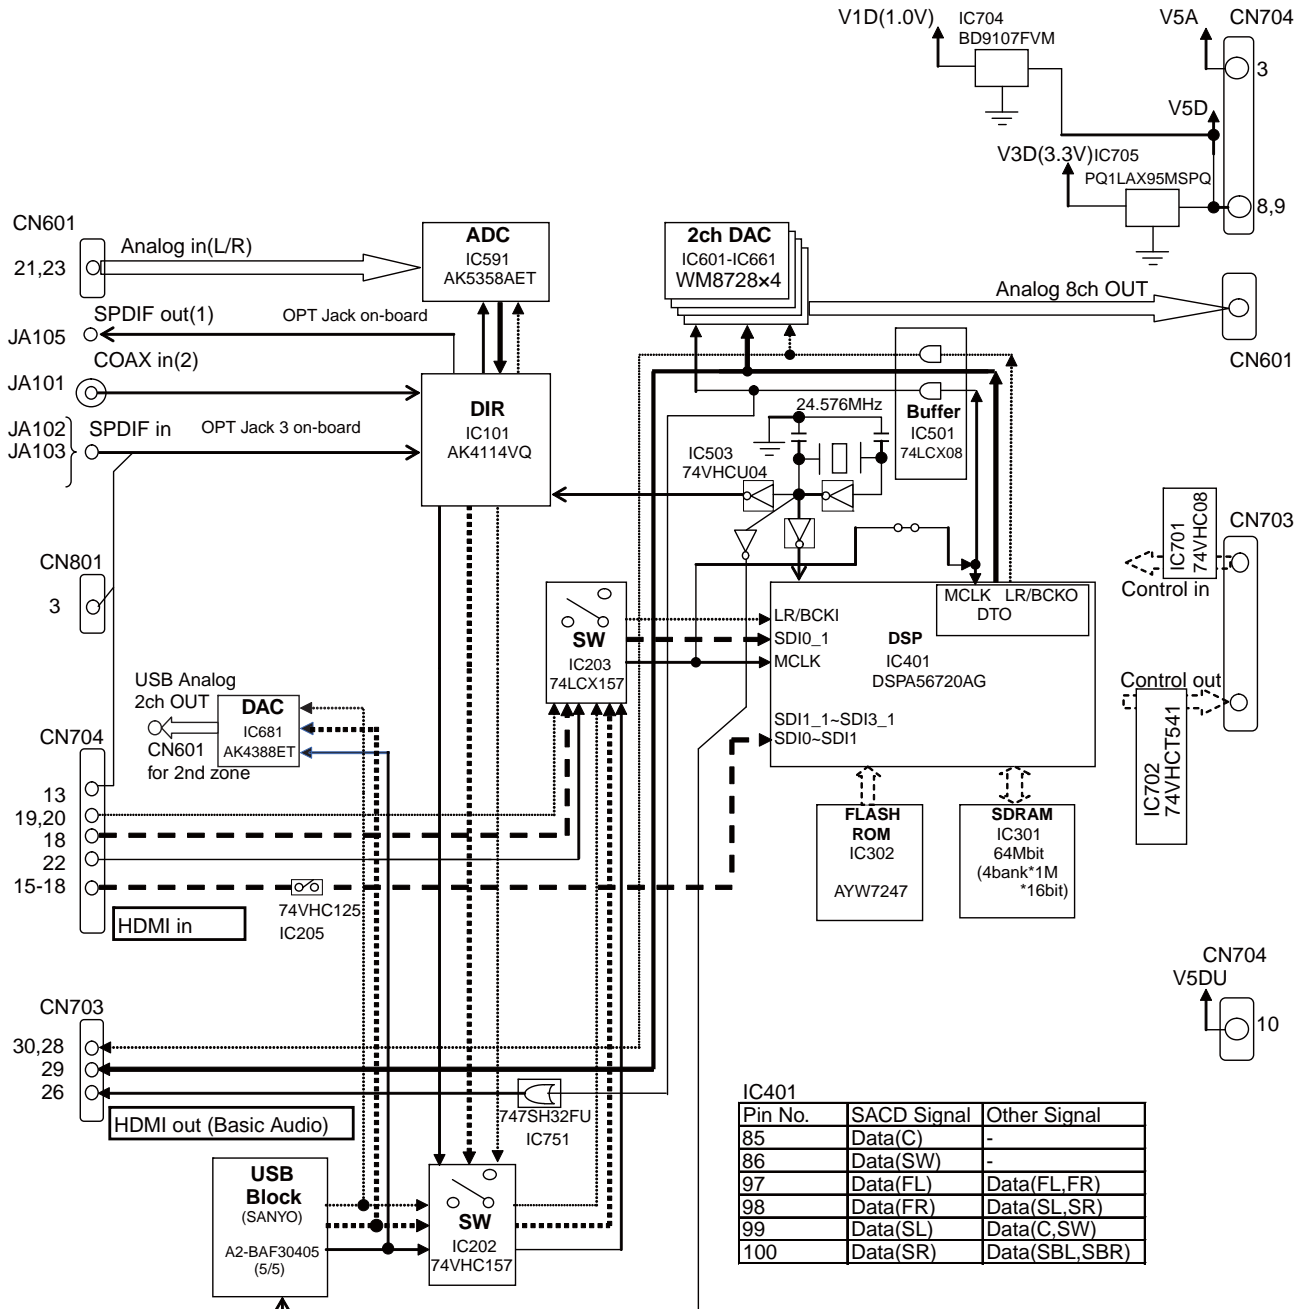 V1D(1.0V)
IC704
BD9107FVM
V5A
CN704
3
V5D
V3D(3.3V)
IC705
PQ1LAX95MSPQ
8,9
CN601
21,23
Analog in(L/R)
ADC
IC591
AK5358AET
2ch DAC
IC601-IC661
WM8728×4
Analog 8ch OUT
CN601
SPDIF out(1)
OPT Jack on-board
JA105
COAX in(2)
JA101
DIR
IC101
AK4114VQ
JA102
JA103
SPDIF in
OPT Jack 3 on-board
24.576MHz
Buffer
IC501
74LCX08
IC503
74VHCU04
IC701
74VHC08
CN703
Control in
CN801
3
SW
IC203
74LCX157
LR/BCKI
SDI0_1
MCLK
DSP
IC401
DSPA56720AG
MCLK
LR/BCKO
DTO
SDI1_1~SDI3_1
SDI0~SDI1
Control out
IC702
74VHCT541
USB Analog
2ch OUT
DAC
IC681
AK4388ET
CN601
for 2nd zone
CN704
13
19,20
18
22
15-18
FLASH
ROM
IC302
AYW7247
SDRAM
IC301
64Mbit
(4bank*1M
*16bit)
74VHC125
IC205
HDMI in
CN704
V5DU
10
CN703
30,28
29
26
HDMI out (Basic Audio)
747SH32FU
IC751
USB
Block
(SANYO)
A2-BAF30405
(5/5)
SW
IC202
74VHC157
IC401
Pin No. SACD Signal Other Signal
85 Data(C) -
86 Data(SW) -
97 Data(FL) Data(FL,FR)
98 Data(FR) Data(SL,SR)
99 Data(SL) Data(C,SW)
100 Data(SR) Data(SBL,SBR)